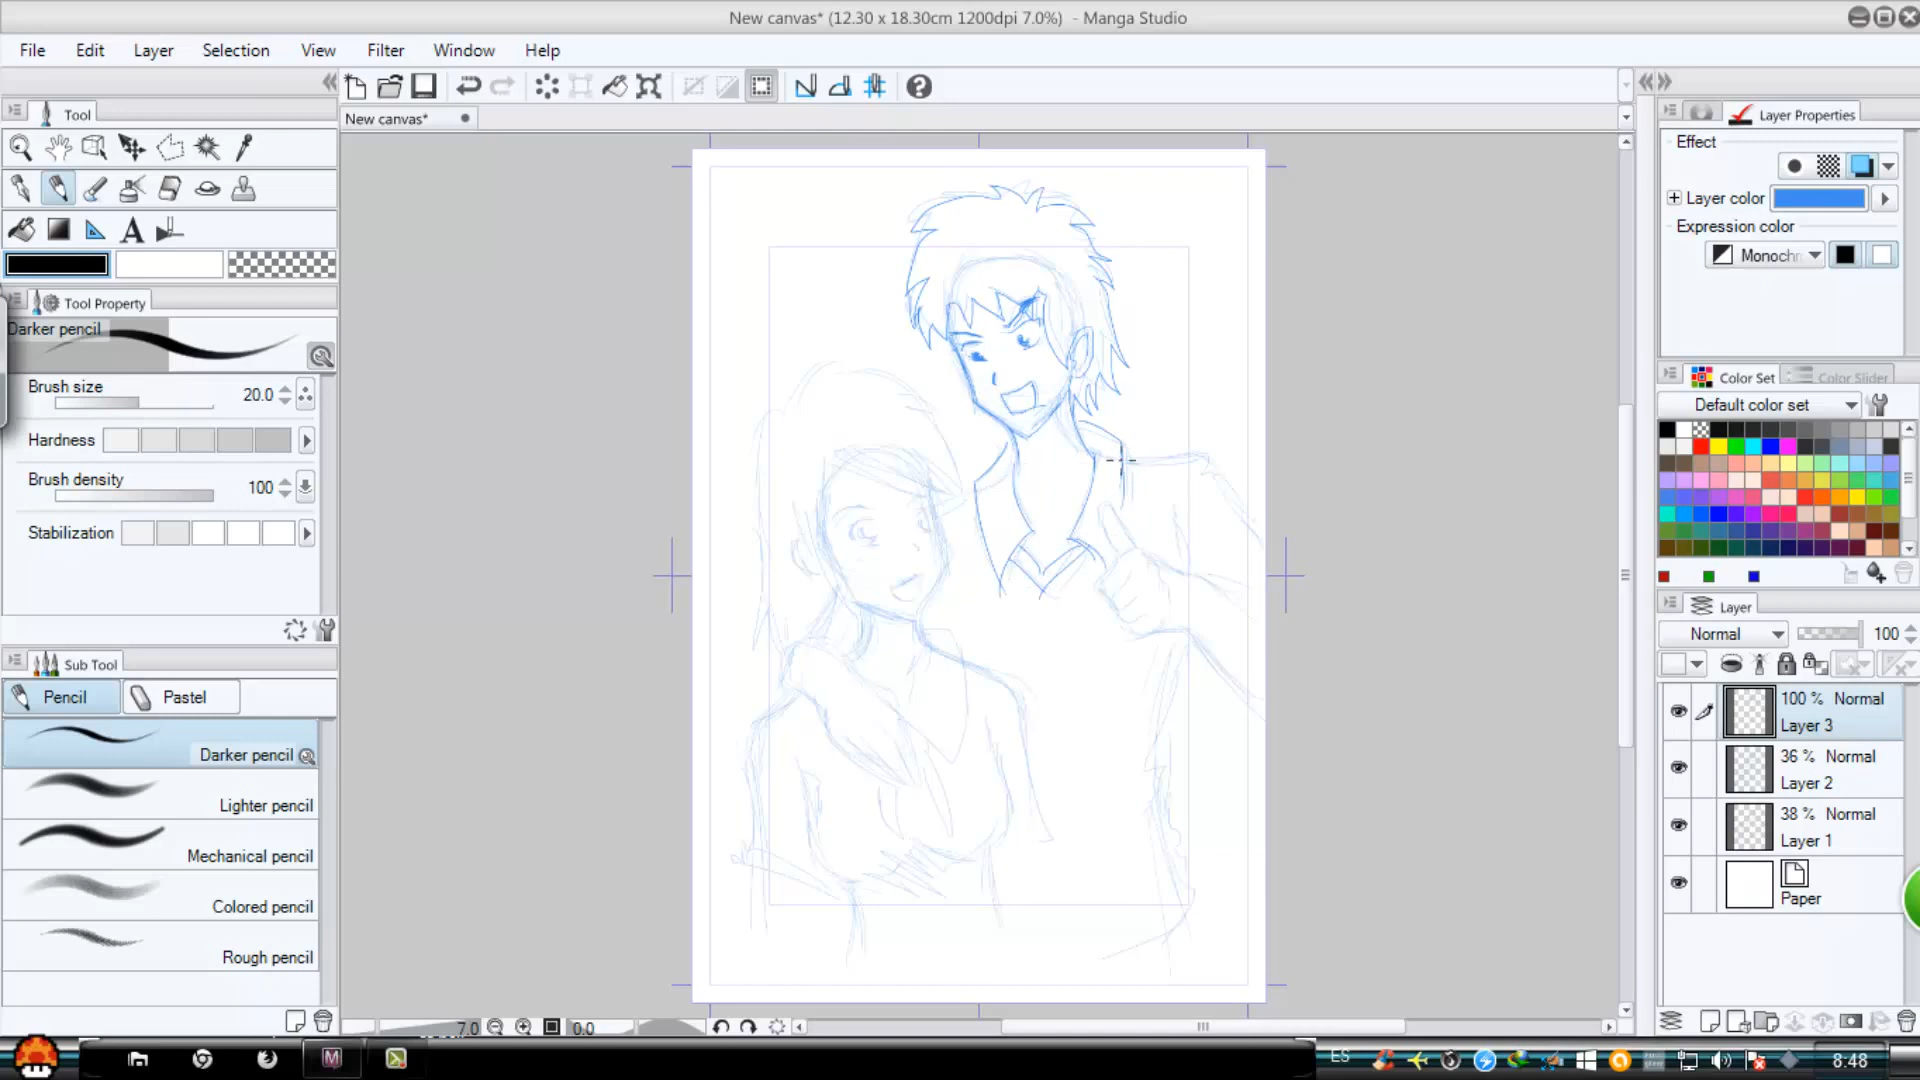 New canvas* (12.30 x 18.30cm 1200dpi 7.0%) - Manga Studio
File Edit Layer Selection View Filter Window Help
Tool
New canvas*
Layer Properties
Effect
Layer color
Expression color
Monochr
Tool Property
Darker pencil
Brush size 20.0
Hardness
Brush density 100
Stabilization
Color Set Color Slider
Default color set
Layer
Normal 100
Sub Tool
Pencil Pastel
Darker pencil
Lighter pencil
Mechanical pencil
Colored pencil
Rough pencil
100 % Normal
Layer 3
36 % Normal
Layer 2
38 % Normal
Layer 1
Paper
7.0 0.0
ES 8:48